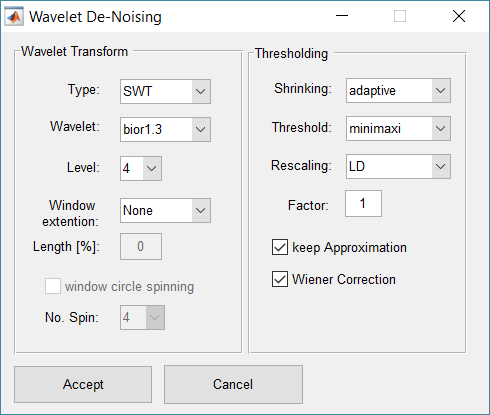 Wavelet De-Noising
Wavelet Transform
Type: SWT
Wavelet: bior1.3
Level: 4
Window
extention: None
Length [%]: 0
window circle spinning
No. Spin: 4
Thresholding
Shrinking: adaptive
Threshold: minimaxi
Rescaling: LD
Factor: 1
keep Approximation
Wiener Correction
Accept
Cancel